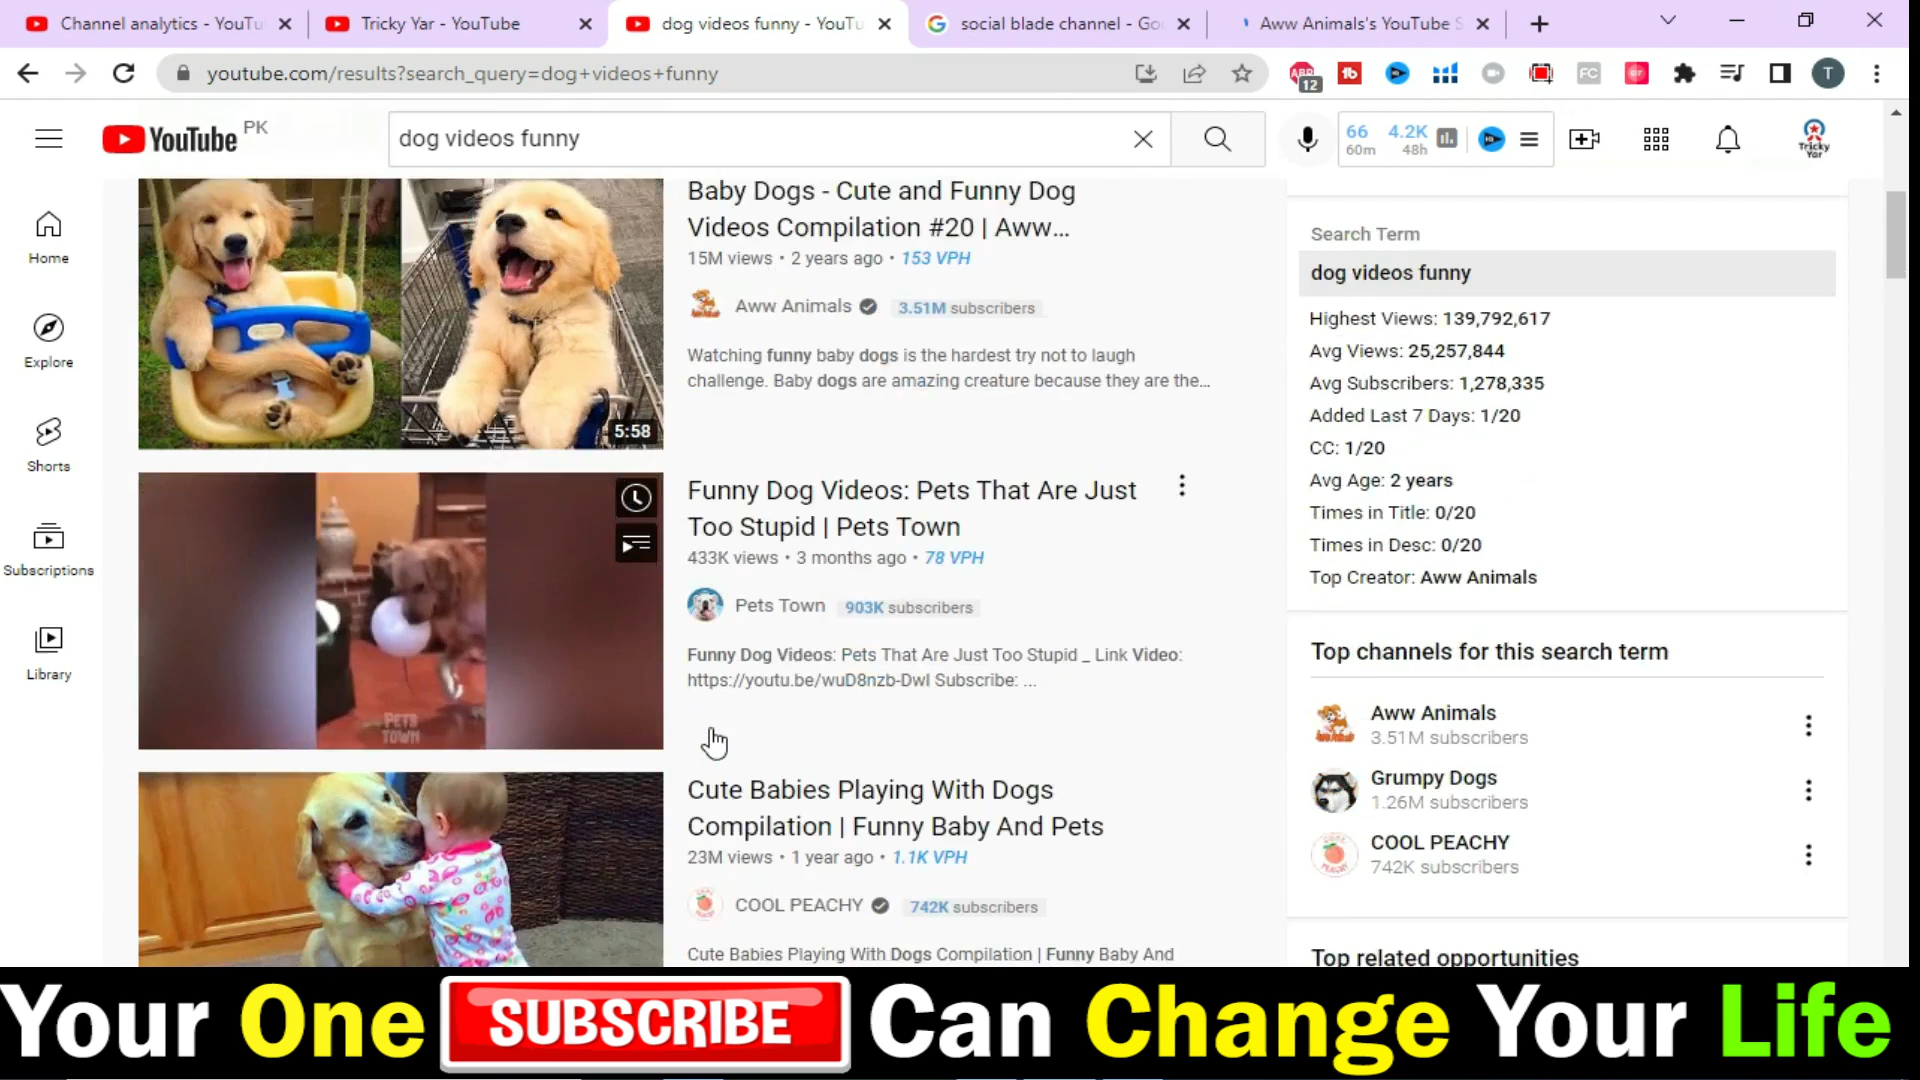 Channel analytics - YouTu
Tricky Yar - YouTube
dog videos funny - YouTu
social blade channel - Goo
Aww Animals's YouTube S
youtube.com/results?search_query=dog+videos+funny
12
T
YouTube PK
dog videos funny
66 4.2K
60m 48h
Tricky Yar
Home
Explore
Shorts
Subscriptions
Library
Baby Dogs - Cute and Funny Dog
Videos Compilation #20 | Aww...
15M views • 2 years ago • 153 VPH
Aww Animals 3.51M subscribers
Watching funny baby dogs is the hardest try not to laugh
challenge. Baby dogs are amazing creature because they are the...
5:58
Funny Dog Videos: Pets That Are Just
Too Stupid | Pets Town
433K views • 3 months ago • 78 VPH
Pets Town 903K subscribers
Funny Dog Videos: Pets That Are Just Too Stupid _ Link Video:
https://youtu.be/wuD8nzb-DwI Subscribe: ...
PETS
TOWN
Cute Babies Playing With Dogs
Compilation | Funny Baby And Pets
23M views • 1 year ago • 1.1K VPH
COOL PEACHY 742K subscribers
Cute Babies Playing With Dogs Compilation | Funny Baby And
Search Term
dog videos funny
Highest Views: 139,792,617
Avg Views: 25,257,844
Avg Subscribers: 1,278,335
Added Last 7 Days: 1/20
CC: 1/20
Avg Age: 2 years
Times in Title: 0/20
Times in Desc: 0/20
Top Creator: Aww Animals
Top channels for this search term
Aww Animals
3.51M subscribers
Grumpy Dogs
1.26M subscribers
COOL PEACHY
742K subscribers
Top related opportunities
Your One SUBSCRIBE Can Change Your Life